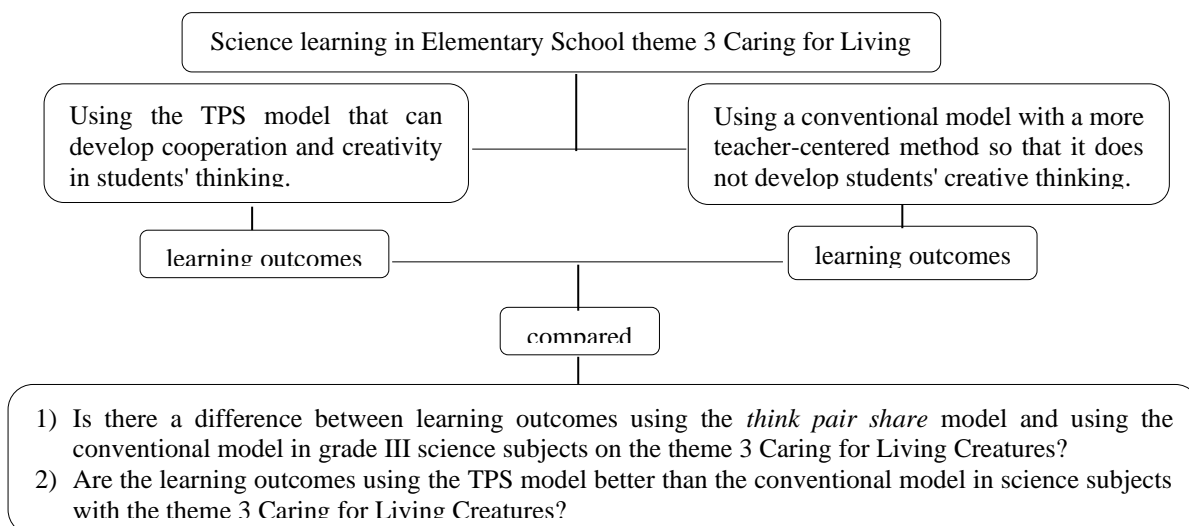 Science learning in Elementary School theme 3 Caring for Living
Using the TPS model that can
develop cooperation and creativity
in students' thinking.
Using a conventional model with a more
teacher-centered method so that it does
not develop students' creative thinking.
learning outcomes
learning outcomes
compared
1) Is there a difference between learning outcomes using the think pair share model and using the
conventional model in grade III science subjects on the theme 3 Caring for Living Creatures?
2) Are the learning outcomes using the TPS model better than the conventional model in science subjects
with the theme 3 Caring for Living Creatures?